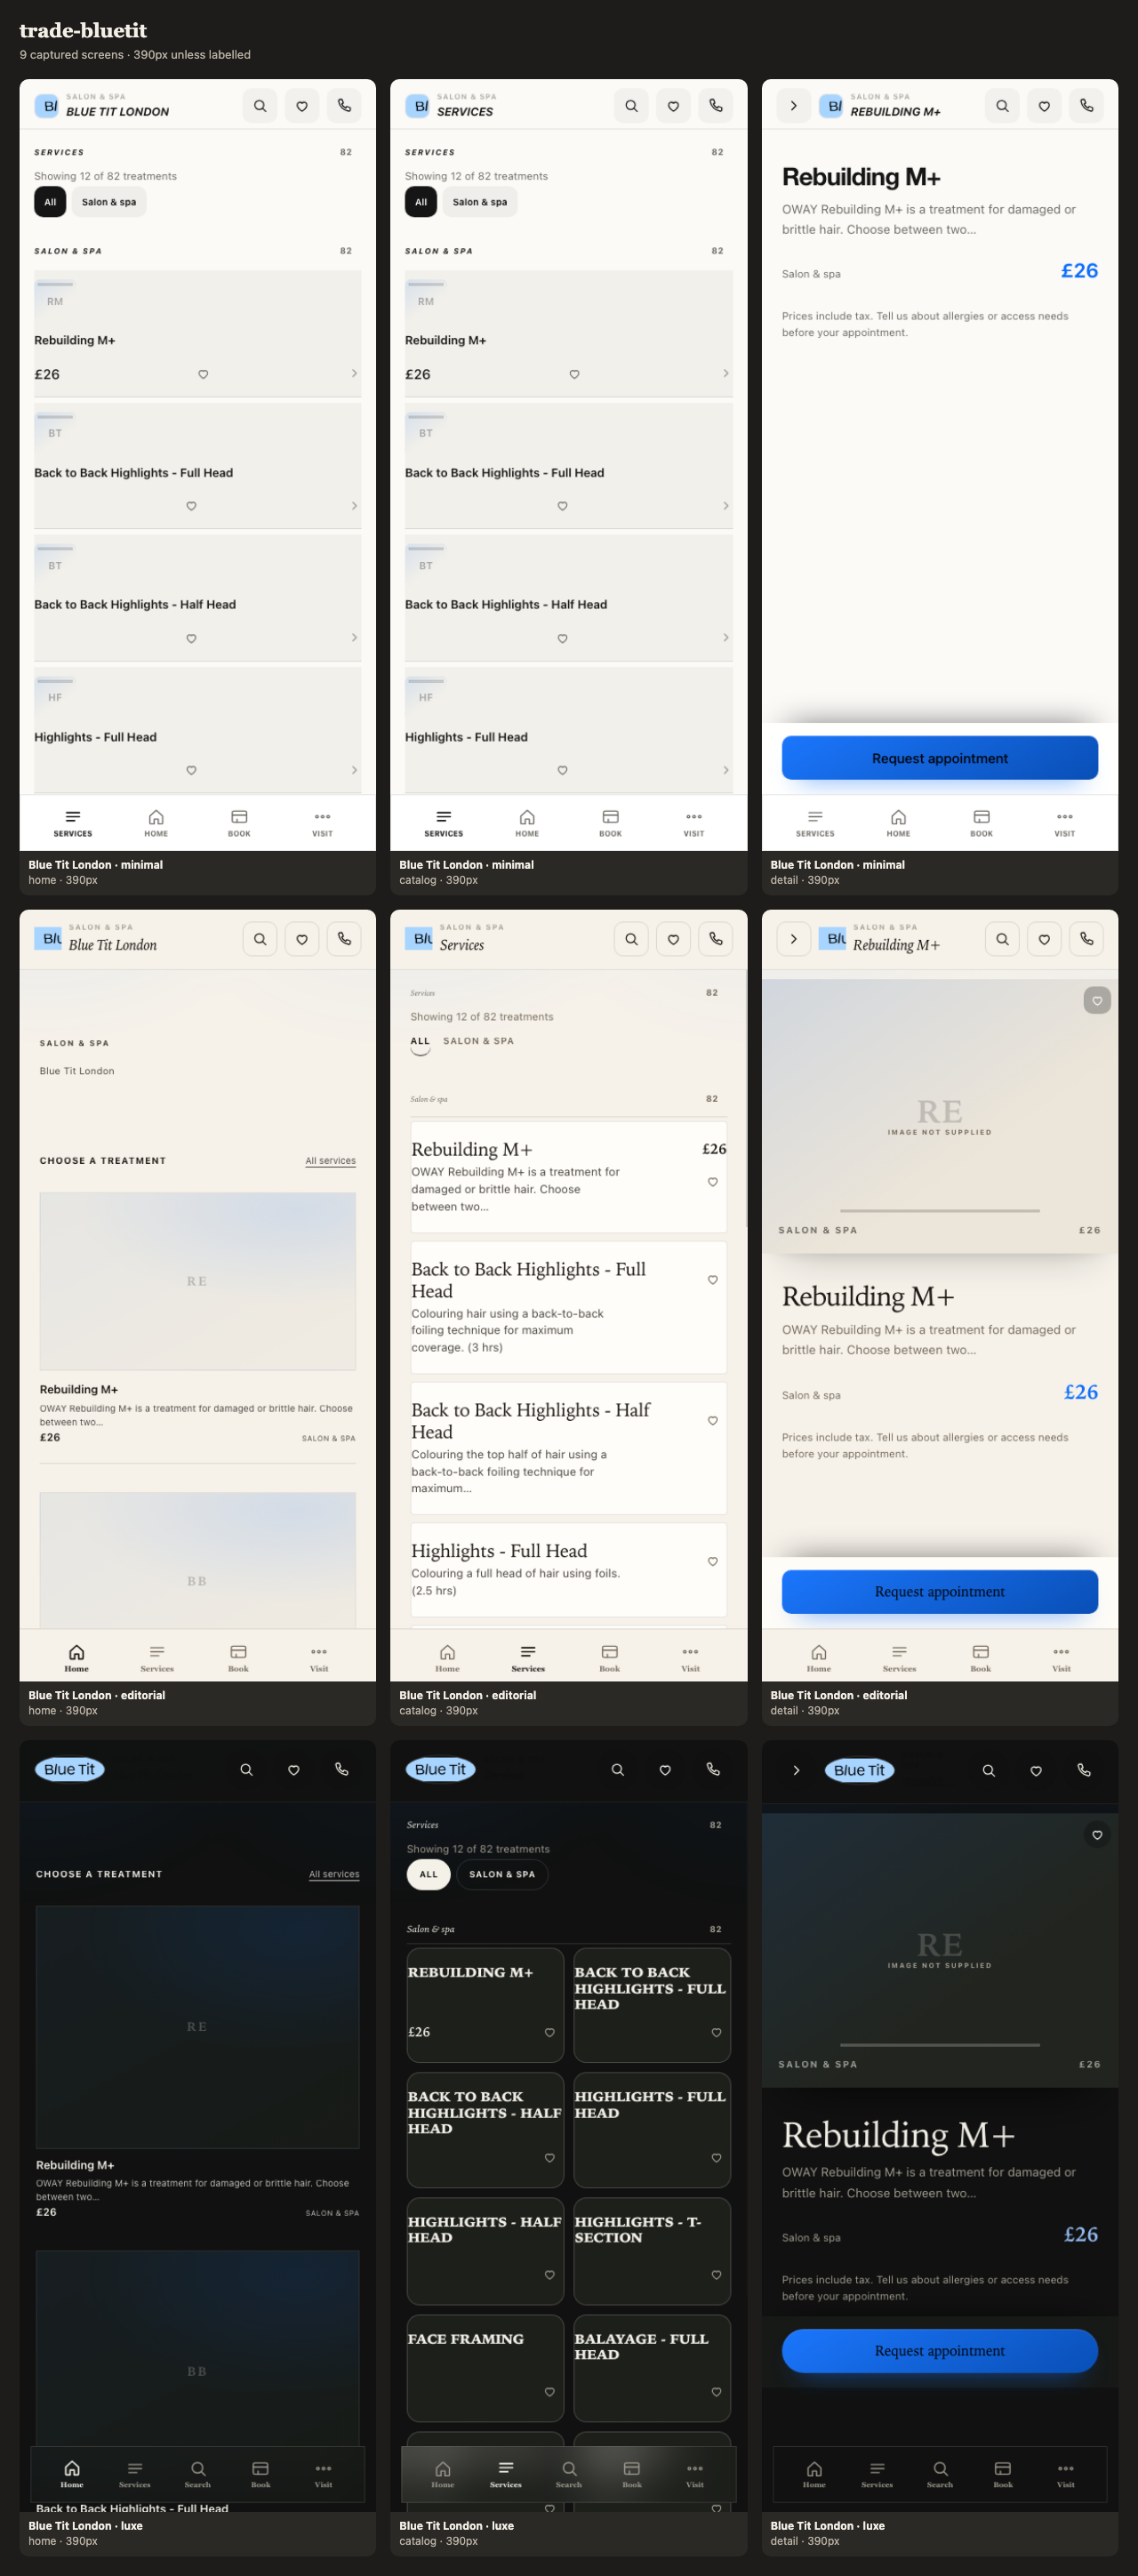 trade-bluetit
9 captured screens · 390px unless labelled
Bl
SALON & SPA
BLUE TIT LONDON
SERVICES 82
Showing 12 of 82 treatments
All Salon & spa
SALON & SPA 82
RM
Rebuilding M+
£26
BT
Back to Back Highlights - Full Head
BT
Back to Back Highlights - Half Head
HF
Highlights - Full Head
SERVICES HOME BOOK VISIT
Blue Tit London · minimal
home · 390px
Bl
SALON & SPA
SERVICES
SERVICES 82
Showing 12 of 82 treatments
All Salon & spa
SALON & SPA 82
RM
Rebuilding M+
£26
BT
Back to Back Highlights - Full Head
BT
Back to Back Highlights - Half Head
HF
Highlights - Full Head
SERVICES HOME BOOK VISIT
Blue Tit London · minimal
catalog · 390px
Bl
SALON & SPA
REBUILDING M+
Rebuilding M+
OWAY Rebuilding M+ is a treatment for damaged or
brittle hair. Choose between two...
Salon & spa £26
Prices include tax. Tell us about allergies or access needs
before your appointment.
Request appointment
SERVICES HOME BOOK VISIT
Blue Tit London · minimal
detail · 390px
Blu
SALON & SPA
Blue Tit London
SALON & SPA
Blue Tit London
CHOOSE A TREATMENT All services
RE
Rebuilding M+
OWAY Rebuilding M+ is a treatment for damaged or brittle hair. Choose
between two...
£26 SALON & SPA
BB
Home Services Book Visit
Blue Tit London · editorial
home · 390px
Blu
SALON & SPA
Services
Services 82
Showing 12 of 82 treatments
ALL SALON & SPA
Salon & spa 82
Rebuilding M+ £26
OWAY Rebuilding M+ is a treatment for
damaged or brittle hair. Choose
between two...
Back to Back Highlights - Full
Head
Colouring hair using a back-to-back
foiling technique for maximum
coverage. (3 hrs)
Back to Back Highlights - Half
Head
Colouring the top half of hair using a
back-to-back foiling technique for
maximum...
Highlights - Full Head
Colouring a full head of hair using foils.
(2.5 hrs)
Home Services Book Visit
Blue Tit London · editorial
catalog · 390px
Blu
SALON & SPA
Rebuilding M+
RE
IMAGE NOT SUPPLIED
SALON & SPA £26
Rebuilding M+
OWAY Rebuilding M+ is a treatment for damaged or
brittle hair. Choose between two...
Salon & spa £26
Prices include tax. Tell us about allergies or access needs
before your appointment.
Request appointment
Home Services Book Visit
Blue Tit London · editorial
detail · 390px
Blue Tit
CHOOSE A TREATMENT All services
RE
Rebuilding M+
OWAY Rebuilding M+ is a treatment for damaged or brittle hair. Choose
between two...
£26 SALON & SPA
BB
Home Services Search Book Visit
Back to Back Highlights - Full Head
Blue Tit London · luxe
home · 390px
Blue Tit
Services 82
Showing 12 of 82 treatments
ALL SALON & SPA
Salon & spa 82
REBUILDING M+
£26
BACK TO BACK
HIGHLIGHTS - FULL
HEAD
BACK TO BACK
HIGHLIGHTS - HALF
HEAD
HIGHLIGHTS - FULL
HEAD
HIGHLIGHTS - HALF
HEAD
HIGHLIGHTS - T-
SECTION
FACE FRAMING
BALAYAGE - FULL
HEAD
Home Services Search Book Visit
Blue Tit London · luxe
catalog · 390px
Blue Tit
RE
IMAGE NOT SUPPLIED
SALON & SPA £26
Rebuilding M+
OWAY Rebuilding M+ is a treatment for damaged or
brittle hair. Choose between two...
Salon & spa £26
Prices include tax. Tell us about allergies or access needs
before your appointment.
Request appointment
Home Services Search Book Visit
Blue Tit London · luxe
detail · 390px